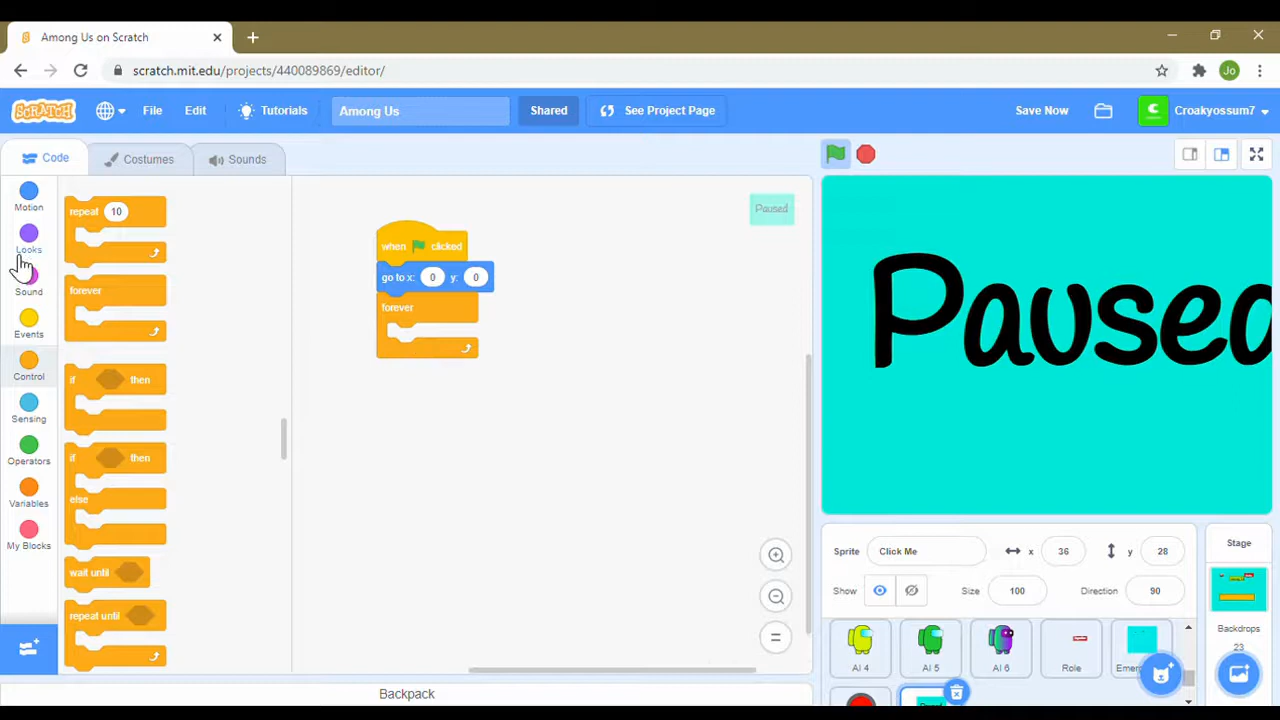 Among Us on Scratch
scratch.mit.edu/projects/440089869/editor/
Jo
SCRATCH
File
Edit
Tutorials
Among Us
Shared
See Project Page
Save Now
Croakyossum7
Code
Costumes
Sounds
Motion
Looks
Sound
Events
Control
Sensing
Operators
Variables
My Blocks
repeat 10
forever
if then
if then
else
wait until
repeat until
when clicked
go to x: 0 y: 0
forever
Paused
Paused
Sprite Click Me x 36 y 28
Show Size 100 Direction 90
AI 4
AI 5
AI 6
Role
Stage
Backdrops
23
Backpack